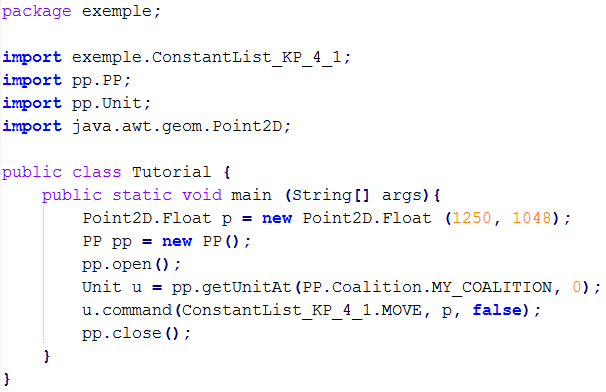 package exemple;
import exemple.ConstantList_KP_4_1;
import pp.PP;
import pp.Unit;
import java.awt.geom.Point2D;
public class Tutorial {
public static void main (String[] args){
Point2D.Float p = new Point2D.Float (1250, 1048);
PP pp = new PP();
pp.open();
Unit u = pp.getUnitAt(PP.Coalition.MY_COALITION, 0);
u.command(ConstantList_KP_4_1.MOVE, p, false);
pp.close();
}
}